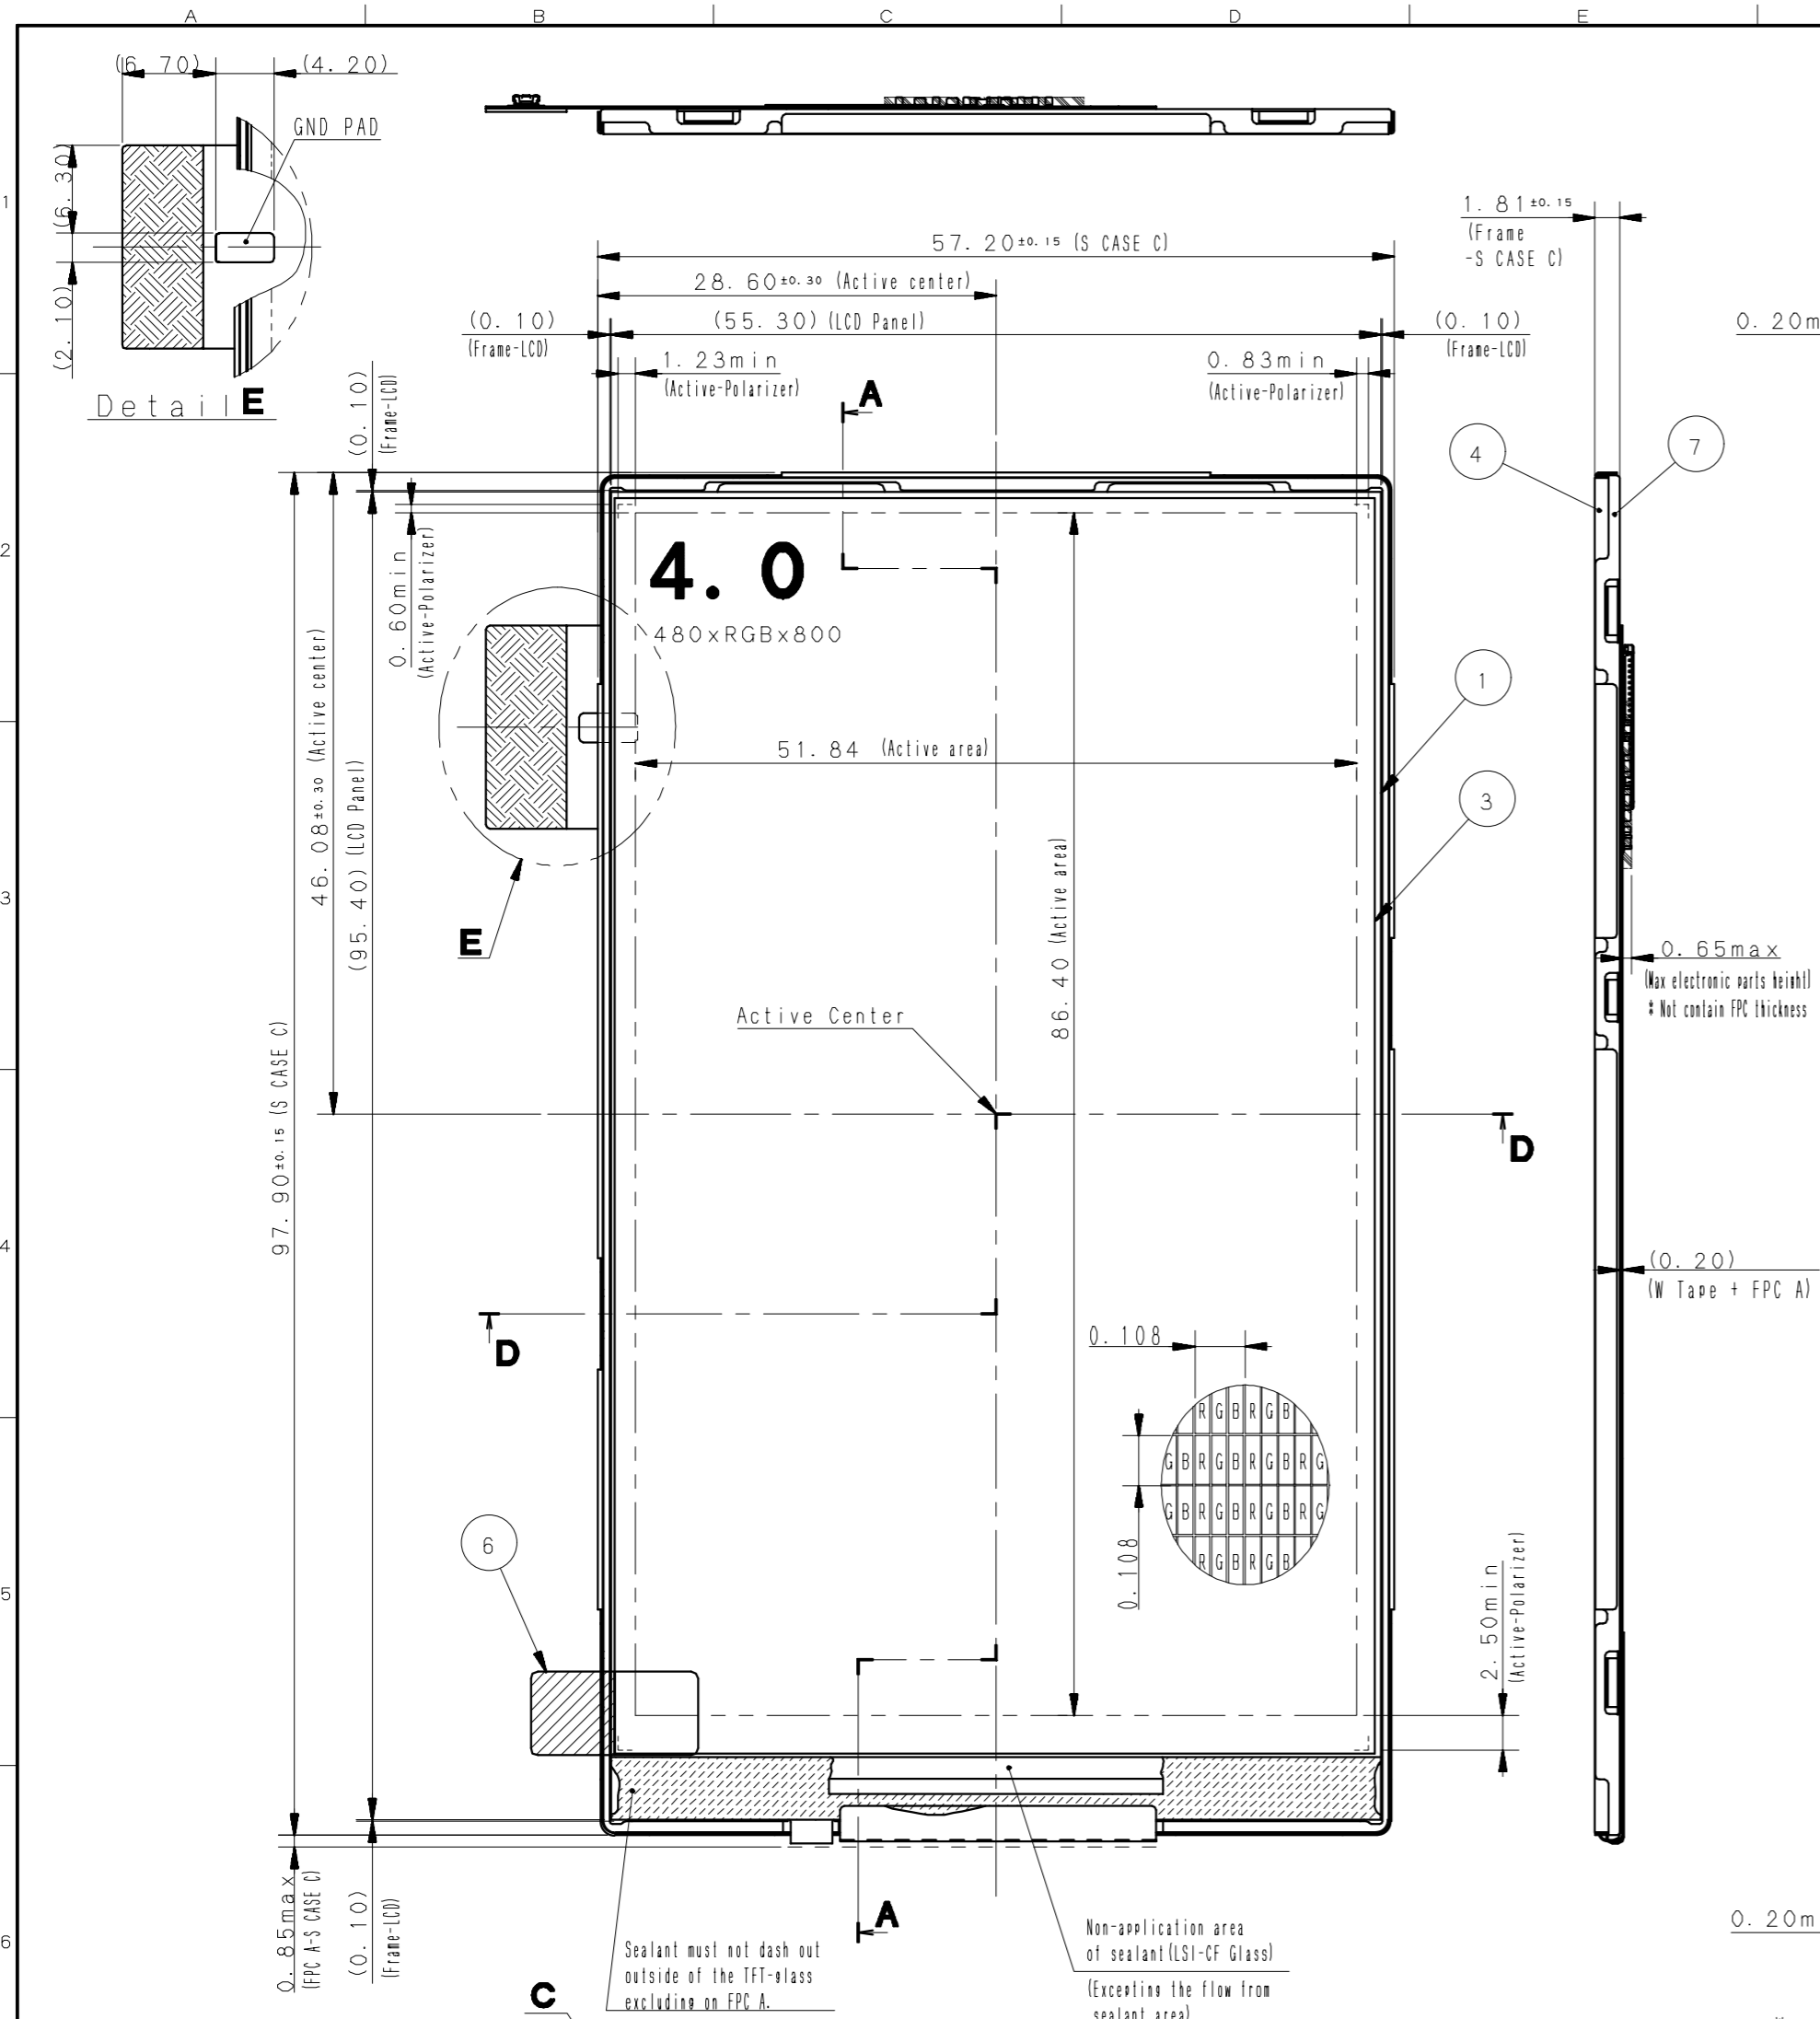 A B C D E
(6. 70) (4. 20)
GND PAD
(6. 30)
(2. 10)
Detail E
1
1. 81±0. 15
(Frame
-S CASE C)
57. 20±0. 15 (S CASE C)
28. 60±0. 30 (Active center)
(0. 10)
(Frame-LCD)
(55. 30) (LCD Panel)
(0. 10)
(Frame-LCD)
0. 20m
1. 23min
(Active-Polarizer)
0. 83min
(Active-Polarizer)
(0. 10)
(Frame-LCD)
A
4
7
2
0. 60min
(Active-Polarizer)
4. 0
480xRGBx800
46. 08±0. 30 (Active center)
(95. 40) (LCD Panel)
97. 90±0. 15 (S CASE C)
1
51. 84 (Active area)
3
86. 40 (Active area)
3
E
0. 65max
(Max electronic parts height)
* Not contain FPC thickness
Active Center
D
4
(0. 20)
(W Tape + FPC A)
D
0. 108
R G B R G B
G B R G B R G B R G
G B R G B R G B R G
R G B R G B
0. 108
6
5
2. 50min
(Active-Polarizer)
0. 85max
(FPC A-S CASE C)
(0. 10)
(Frame-LCD)
A
6
0. 20m
Sealant must not dash out
outside of the TFT-glass
excluding on FPC A.
Non-application area
of sealant(LSI-CF Glass)
(Excepting the flow from
sealant area)
C